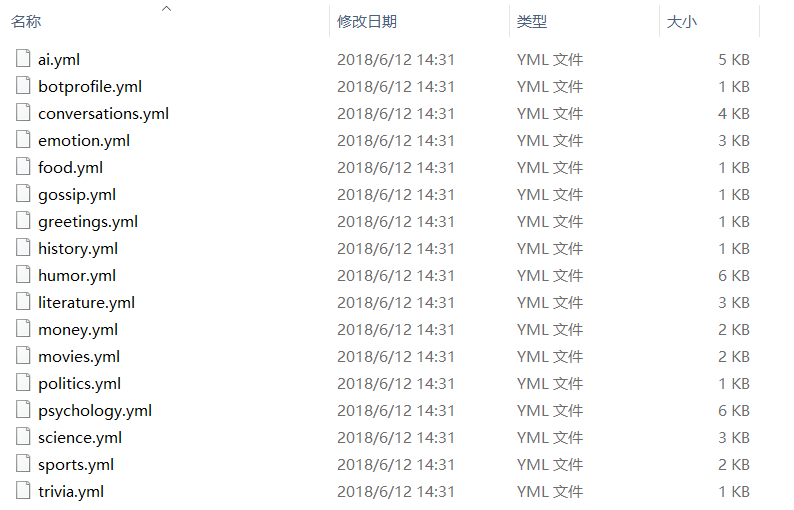 名称 修改日期 类型 大小
ai.yml 2018/6/12 14:31 YML 文件 5 KB
botprofile.yml 2018/6/12 14:31 YML 文件 1 KB
conversations.yml 2018/6/12 14:31 YML 文件 4 KB
emotion.yml 2018/6/12 14:31 YML 文件 3 KB
food.yml 2018/6/12 14:31 YML 文件 1 KB
gossip.yml 2018/6/12 14:31 YML 文件 1 KB
greetings.yml 2018/6/12 14:31 YML 文件 1 KB
history.yml 2018/6/12 14:31 YML 文件 1 KB
humor.yml 2018/6/12 14:31 YML 文件 6 KB
literature.yml 2018/6/12 14:31 YML 文件 3 KB
money.yml 2018/6/12 14:31 YML 文件 2 KB
movies.yml 2018/6/12 14:31 YML 文件 2 KB
politics.yml 2018/6/12 14:31 YML 文件 1 KB
psychology.yml 2018/6/12 14:31 YML 文件 6 KB
science.yml 2018/6/12 14:31 YML 文件 3 KB
sports.yml 2018/6/12 14:31 YML 文件 2 KB
trivia.yml 2018/6/12 14:31 YML 文件 1 KB